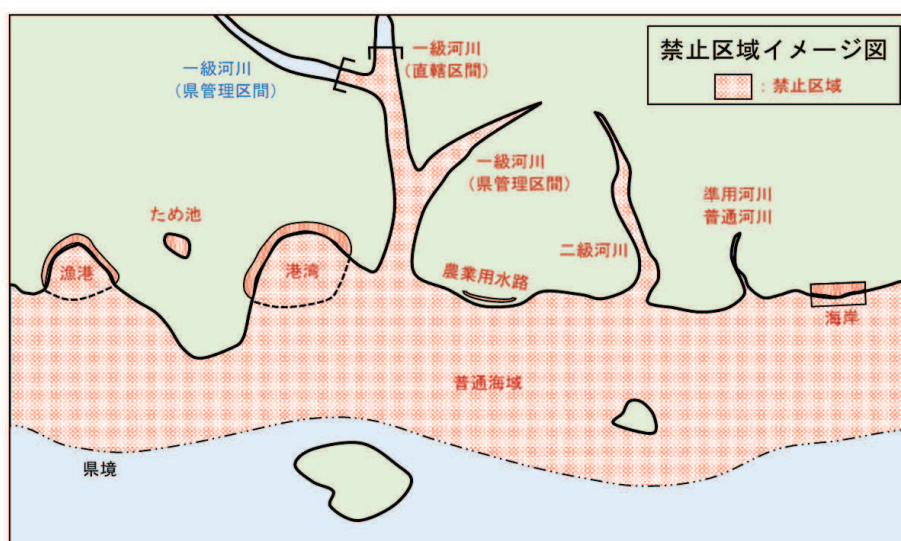 禁止区域イメージ図
：禁止区域
一級河川
（直轄区間）
一級河川
（県管理区間）
一級河川
（県管理区間）
準用河川
普通河川
ため池
二級河川
漁港
港湾
農業用水路
海岸
普通海域
県境